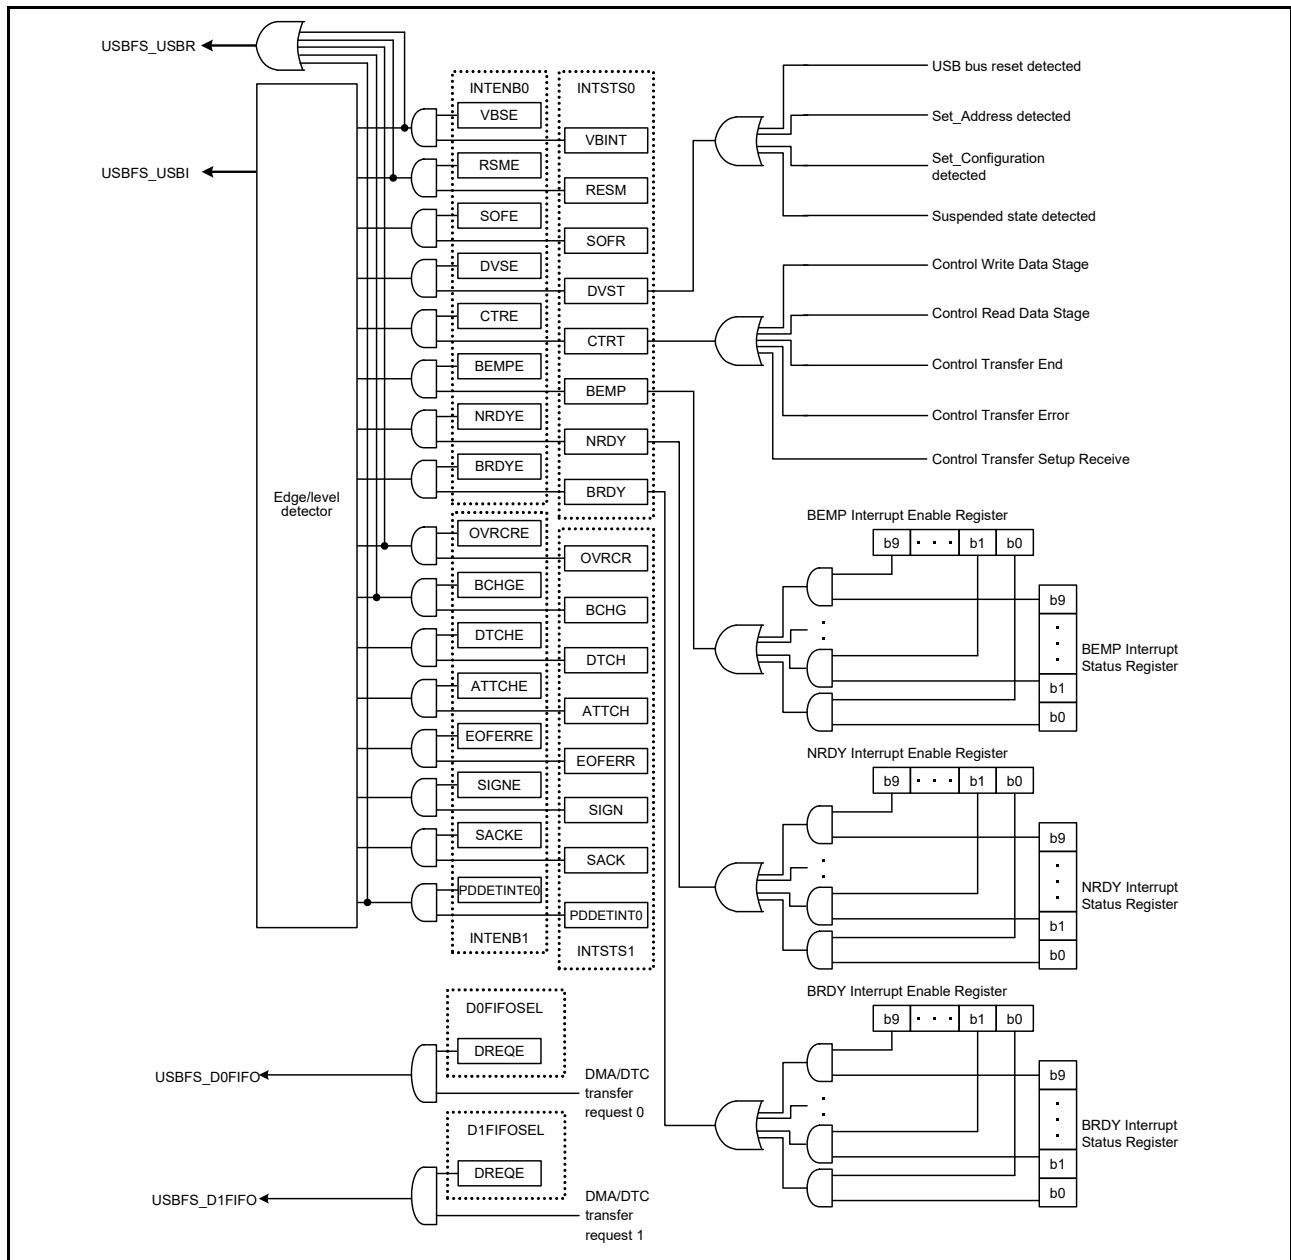 USBFS_USBR
USBFS_USBI
Edge/level
detector
INTENB0
VBSE
RSME
SOFE
DVSE
CTRE
BEMPE
NRDYE
BRDYE
INTSTS0
VBINT
RESM
SOFR
DVST
CTRT
BEMP
NRDY
BRDY
OVRCRE
BCHGE
DTCHE
ATTCHE
EOFERRE
SIGNE
SACKE
PDDETINTE0
INTENB1
OVRCR
BCHG
DTCH
ATTCH
EOFERR
SIGN
SACK
PDDETINT0
INTSTS1
USB bus reset detected
Set_Address detected
Set_Configuration
detected
Suspended state detected
Control Write Data Stage
Control Read Data Stage
Control Transfer End
Control Transfer Error
Control Transfer Setup Receive
BEMP Interrupt Enable Register
b9 · · · b1 b0
b9
·
·
·
b1
b0
BEMP Interrupt
Status Register
NRDY Interrupt Enable Register
b9 · · · b1 b0
b9
·
·
·
b1
b0
NRDY Interrupt
Status Register
BRDY Interrupt Enable Register
b9 · · · b1 b0
b9
·
·
·
b1
b0
BRDY Interrupt
Status Register
D0FIFOSEL
DREQE
USBFS_D0FIFO
DMA/DTC
transfer
request 0
D1FIFOSEL
DREQE
USBFS_D1FIFO
DMA/DTC
transfer
request 1